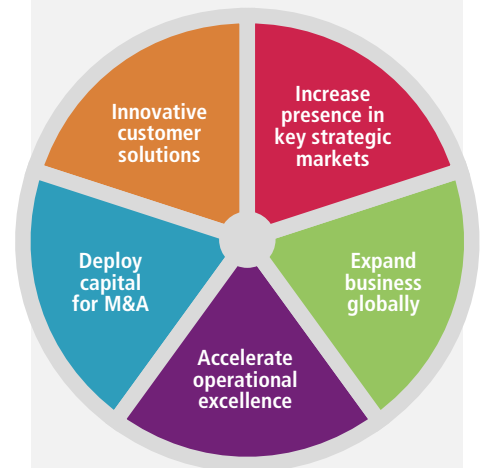 Innovative
customer
solutions
Increase
presence in
key strategic
markets
Expand
business
globally
Accelerate
operational
excellence
Deploy
capital
for M&A